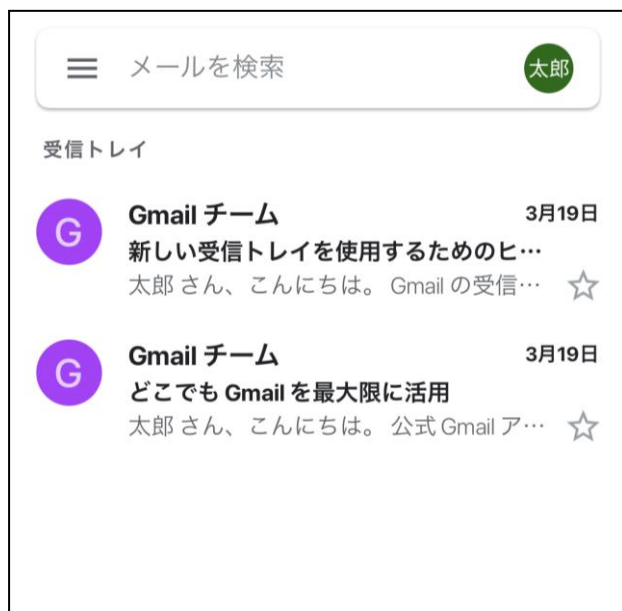 メールを検索
太郎
受信トレイ
G
Gmail チーム
3月19日
新しい受信トレイを使用するためのヒ…
太郎 さん、こんにちは。 Gmail の受信…
G
Gmail チーム
3月19日
どこでも Gmail を最大限に活用
太郎 さん、こんにちは。 公式 Gmail ア…